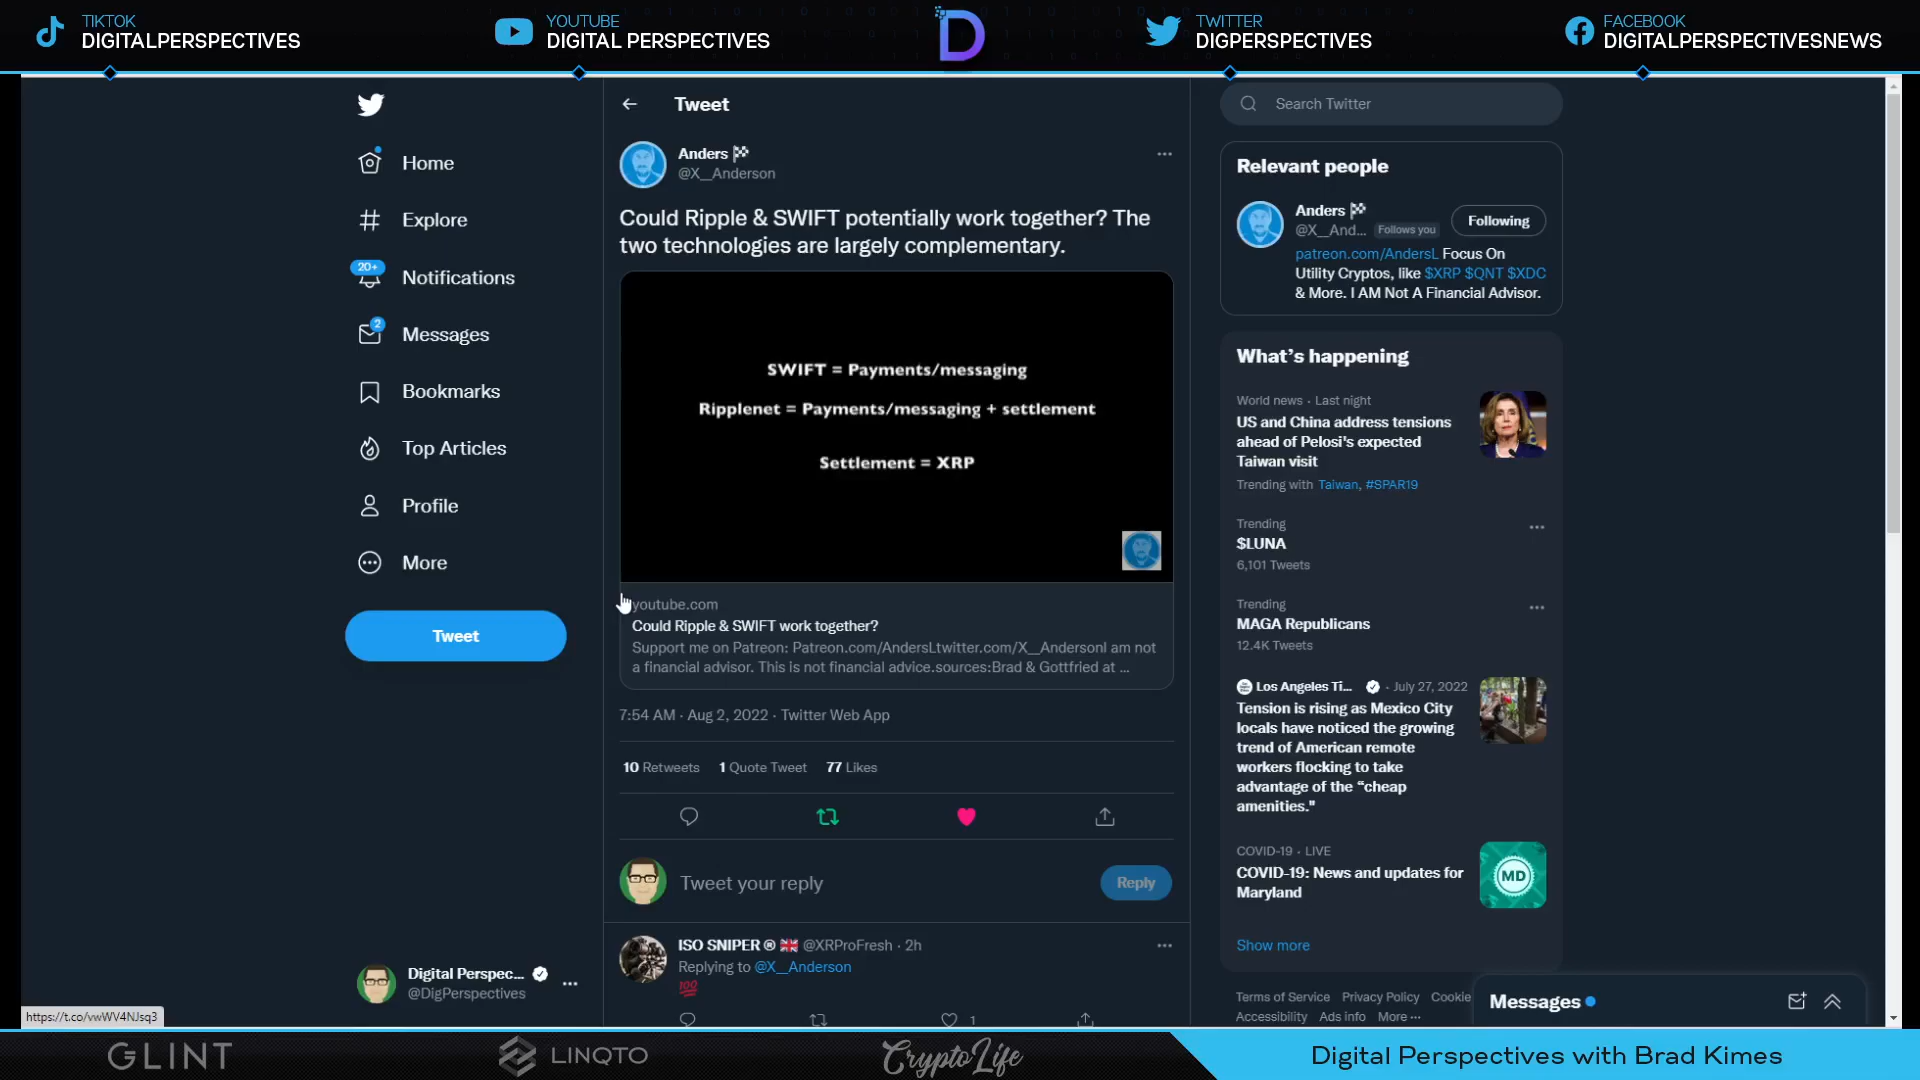 TIKTOK
DIGITALPERSPECTIVES
YOUTUBE
DIGITAL PERSPECTIVES
D
TWITTER
DIGPERSPECTIVES
FACEBOOK
DIGITALPERSPECTIVESNEWS
Home
Explore
20+
Notifications
2
Messages
Bookmarks
Top Articles
Profile
More
Tweet
Digital Perspec...
@DigPerspectives
https://t.co/vwWV4NJsq3
Tweet
Anders
@X__Anderson
Could Ripple & SWIFT potentially work together? The
two technologies are largely complementary.
SWIFT = Payments/messaging
Ripplenet = Payments/messaging + settlement
Settlement = XRP
youtube.com
Could Ripple & SWIFT work together?
Support me on Patreon: Patreon.com/AndersLtwitter.com/X__AndersonI am not
a financial advisor. This is not financial advice.sources:Brad & Gottfried at ...
7:54 AM · Aug 2, 2022 · Twitter Web App
10 Retweets 1 Quote Tweet 77 Likes
Tweet your reply
Reply
ISO SNIPER ® 🇬🇧 @XRProFresh · 2h
Replying to @X__Anderson
💯
1
Search Twitter
Relevant people
Anders
@X__And... Follows you
Following
patreon.com/AndersL Focus On
Utility Cryptos, like $XRP $QNT $XDC
& More. I AM Not A Financial Advisor.
What's happening
World news · Last night
US and China address tensions
ahead of Pelosi's expected
Taiwan visit
Trending with Taiwan, #SPAR19
Trending
$LUNA
6,101 Tweets
Trending
MAGA Republicans
12.4K Tweets
Los Angeles Ti... · July 27, 2022
Tension is rising as Mexico City
locals have noticed the growing
trend of American remote
workers flocking to take
advantage of the “cheap
amenities."
COVID-19 · LIVE
COVID-19: News and updates for
Maryland
MD
Show more
Terms of Service Privacy Policy Cookie
Accessibility Ads info More ···
Messages
GLINT
LINQTO
CryptoLife
Digital Perspectives with Brad Kimes